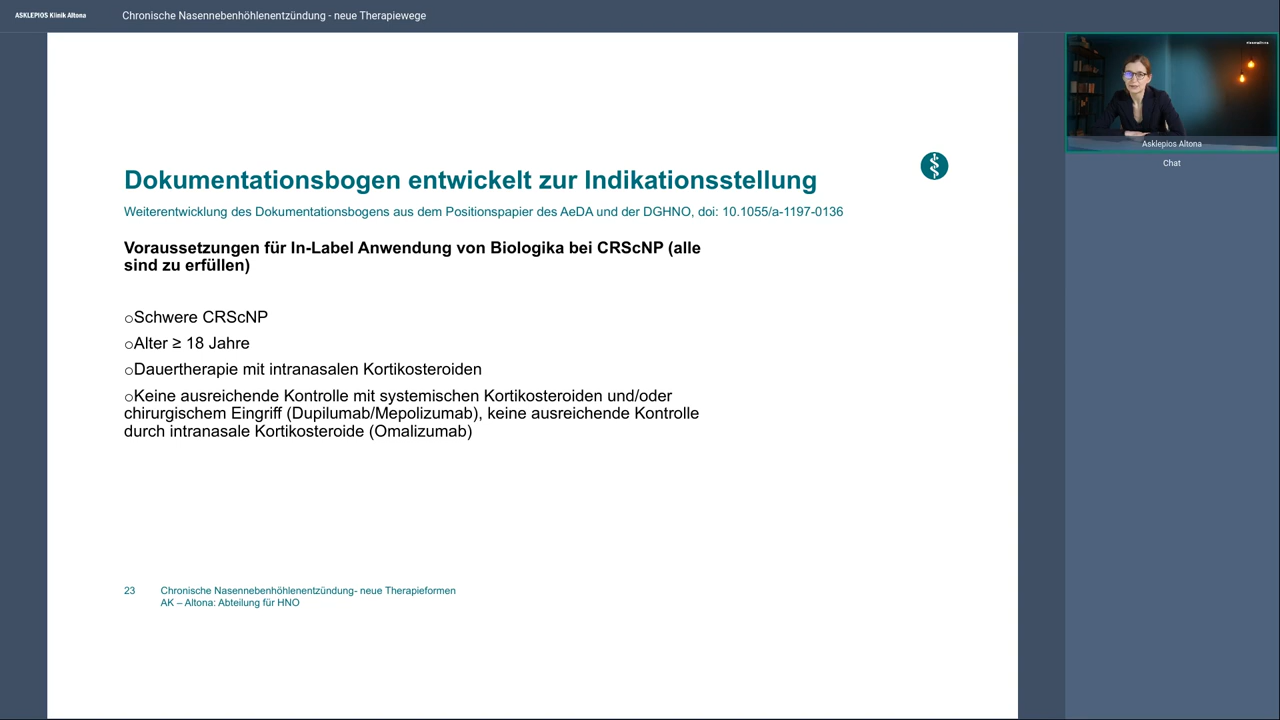 ASKLEPIOS Klinik Altona
Chronische Nasennebenhöhlenentzündung - neue Therapiewege
Dokumentationsbogen entwickelt zur Indikationsstellung
Weiterentwicklung des Dokumentationsbogens aus dem Positionspapier des AeDA und der DGHNO, doi: 10.1055/a-1197-0136
Voraussetzungen für In-Label Anwendung von Biologika bei CRScNP (alle
sind zu erfüllen)
oSchwere CRScNP
oAlter ≥ 18 Jahre
oDauertherapie mit intranasalen Kortikosteroiden
oKeine ausreichende Kontrolle mit systemischen Kortikosteroiden und/oder
chirurgischem Eingriff (Dupilumab/Mepolizumab), keine ausreichende Kontrolle
durch intranasale Kortikosteroide (Omalizumab)
23 Chronische Nasennebenhöhlenentzündung- neue Therapieformen
AK – Altona: Abteilung für HNO
Asklepios Altona
Chat